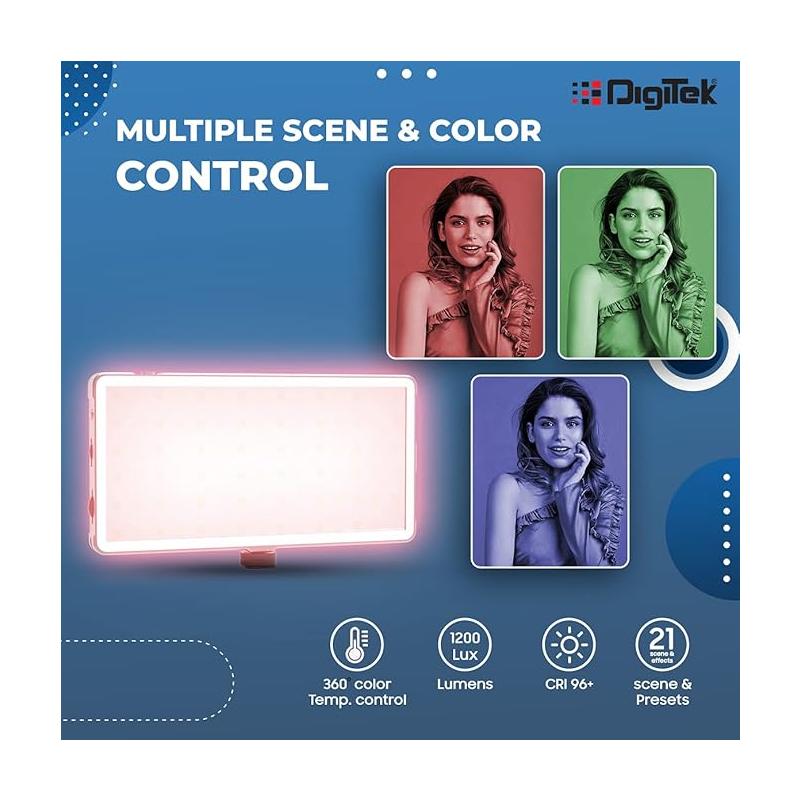 DIGITEK®
MULTIPLE SCENE & COLOR
CONTROL
360° color
Temp. control
1200
Lux
Lumens
CRI 96+
21
scene &
effects
scene &
Presets